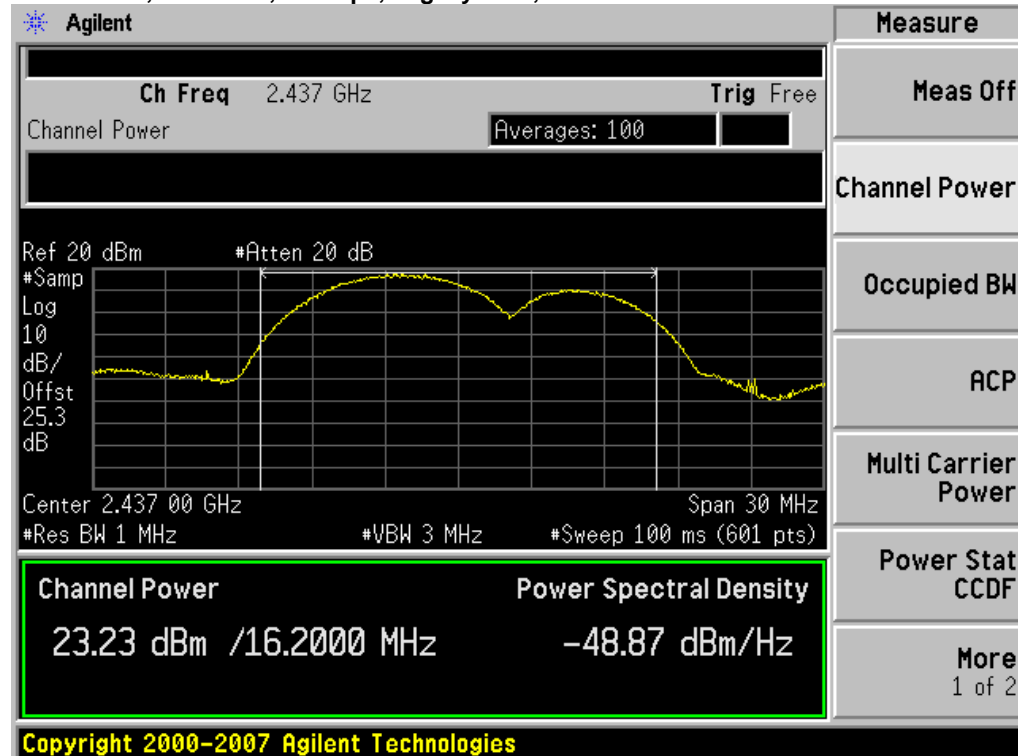 Agilent
Measure
Ch Freq 2.437 GHz Trig Free
Channel Power Averages: 100
Ref 20 dBm #Atten 20 dB
#Samp
Log
10
dB/
Offst
25.3
dB
Center 2.437 00 GHz Span 30 MHz
#Res BW 1 MHz #VBW 3 MHz #Sweep 100 ms (601 pts)
Channel Power Power Spectral Density
23.23 dBm /16.2000 MHz -48.87 dBm/Hz
Copyright 2000-2007 Agilent Technologies
Meas Off
Channel Power
Occupied BW
ACP
Multi Carrier
Power
Power Stat
CCDF
More
1 of 2